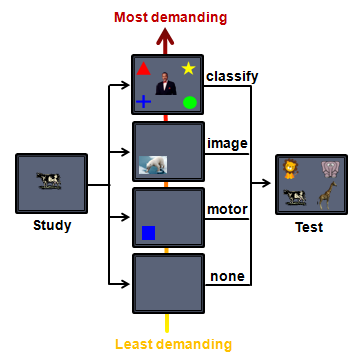 Most demanding
classify
image
Study
motor
Test
none
Least demanding